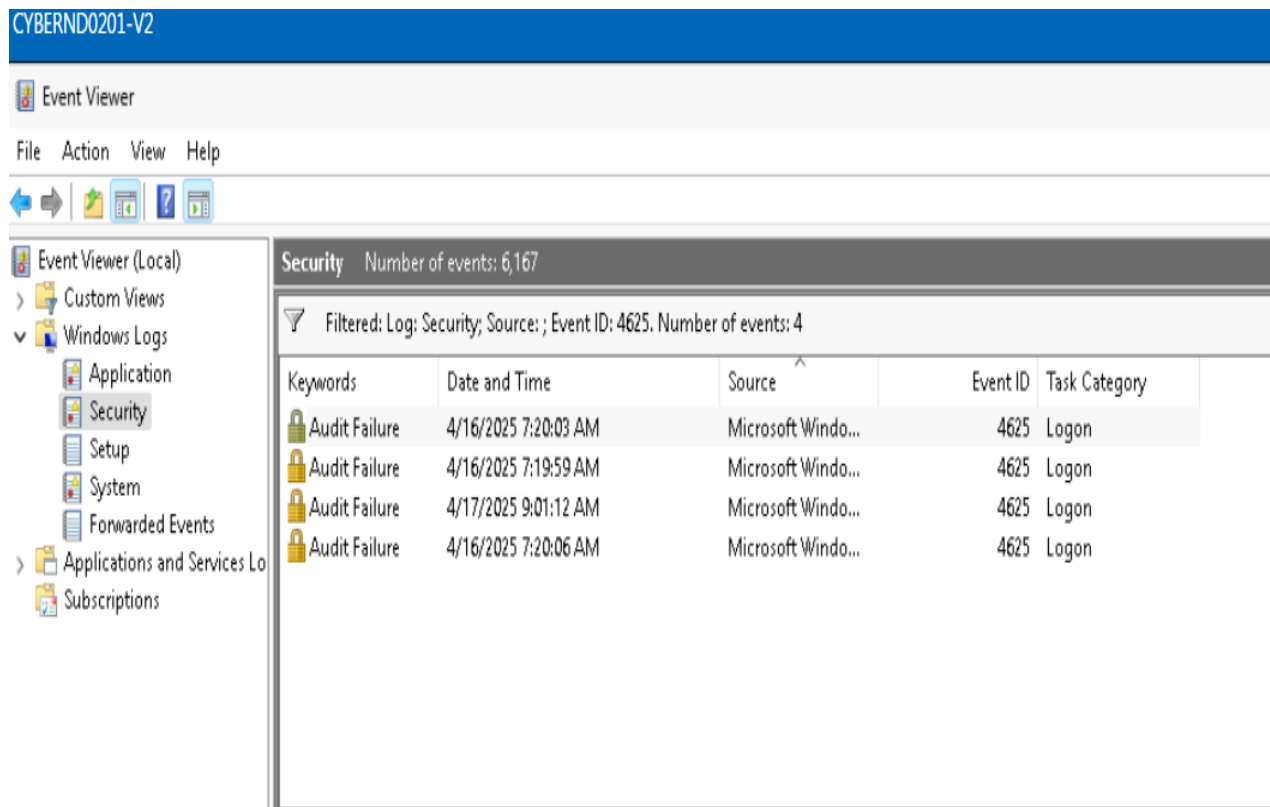 CYBERND0201-V2
Event Viewer
File Action View Help
Event Viewer (Local)
Custom Views
Windows Logs
Application
Security
Setup
System
Forwarded Events
Applications and Services Lo
Subscriptions
Security Number of events: 6,167
Filtered: Log: Security; Source: ; Event ID: 4625. Number of events: 4
Keywords Date and Time Source Event ID Task Category
Audit Failure 4/16/2025 7:20:03 AM Microsoft Windo... 4625 Logon
Audit Failure 4/16/2025 7:19:59 AM Microsoft Windo... 4625 Logon
Audit Failure 4/17/2025 9:01:12 AM Microsoft Windo... 4625 Logon
Audit Failure 4/16/2025 7:20:06 AM Microsoft Windo... 4625 Logon